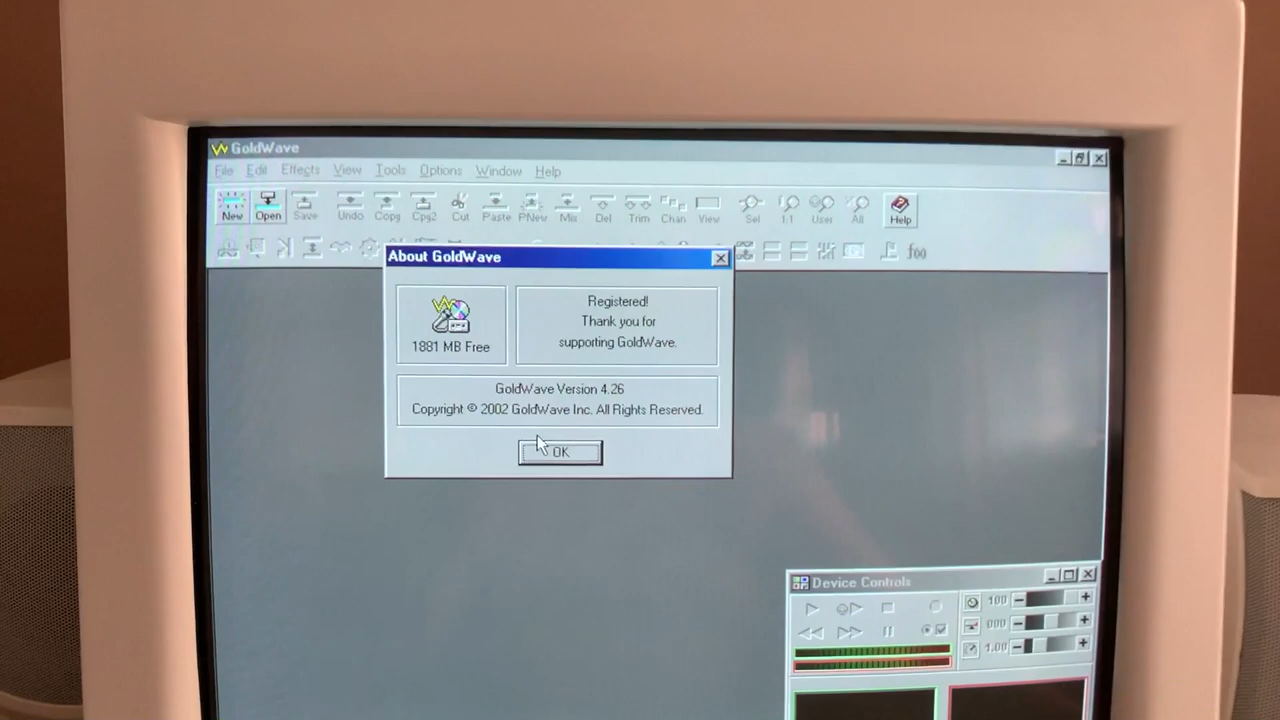 GoldWave
File Edit Effects View Tools Options Window Help
New Open Save Undo Copy Cpy2 Cut Paste PNew Mix Del Trim Chan View Sel 1:1 User All Help
f00
About GoldWave
Registered!
Thank you for
supporting GoldWave.
1881 MB Free
GoldWave Version 4.26
Copyright © 2002 GoldWave Inc. All Rights Reserved.
OK
Device Controls
100
000
1.00